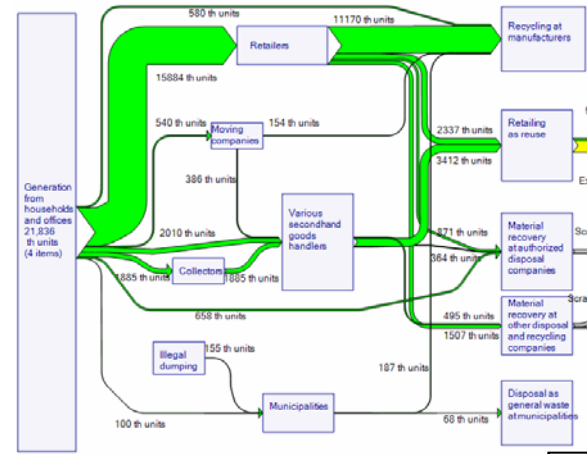 580 th units
11170 th units
Recycling at
manufacturers
Retailers
15884 th units
540 th units
Moving
companies
154 th units
2337 th units
3412 th units
Retailing
as reuse
386 th units
Generation
from
households
and offices
21,836
th units
(4 items)
Various
secondhand
goods
handlers
2010 th units
Collectors
1885 th units
1885 th units
871 th units
364 th units
Material
recovery
at authorized
disposal
companies
658 th units
495 th units
1507 th units
Material
recovery at
other disposal
and recycling
companies
Scra
Illegal
dumping
155 th units
187 th units
Municipalities
100 th units
68 th units
Disposal as
general waste
at municipalities